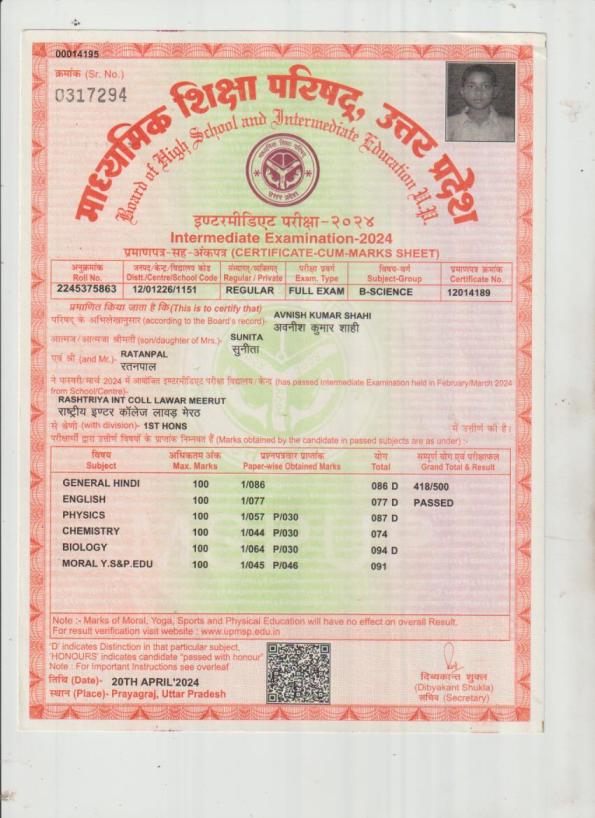 00014195
क्रमांक (Sr. No.)
0317294
माध्यमिक शिक्षा परिषद्, उत्तर प्रदेश
Board of High School and Intermediate Education U.P.
इण्टरमीडिएट परीक्षा-२०२४
Intermediate Examination-2024
प्रमाणपत्र-सह-अंकपत्र (CERTIFICATE-CUM-MARKS SHEET)
अनुक्रमांक जनपद/केन्द्र/विद्यालय कोड संस्थागत/व्यक्तिगत परीक्षा प्रकार विषय-वर्ग प्रमाणपत्र क्रमांक
Roll No. Distt./Centre/School Code Regular / Private Exam. Type Subject-Group Certificate No.
2245375863 12/01226/1151 REGULAR FULL EXAM B-SCIENCE 12014189
प्रमाणित किया जाता है कि(This is to certify) that
AVNISH KUMAR SHAHI
परिषद् के अभिलेखानुसार (according to the Board's record)- अवनीश कुमार शाही
आत्मज/आत्मजा श्रीमती (son/daughter of Mrs.)- SUNITA
सुनीता
एवं श्री (and Mr.)- RATANPAL
रतनपाल
ने फरवरी/मार्च 2024 में आयोजित इण्टरमीडिएट परीक्षा विद्यालय/केन्द्र (has passed Intermediate Examination held in February/March 2024
from School/Centre)-
RASHTRIYA INT COLL LAWAR MEERUT
राष्ट्रीय इण्टर कॉलेज लावड़ मेरठ
से श्रेणी (with division)- 1ST HONS में उत्तीर्ण की है।
परीक्षार्थी द्वारा उत्तीर्ण विषयों के प्राप्तांक निम्नवत हैं (Marks obtained by the candidate in passed subjects are as under) :-
विषय अधिकतम अंक प्रश्नपत्रवार प्राप्तांक योग सम्पूर्ण योग एवं परीक्षाफल
Subject Max. Marks Paper-wise Obtained Marks Total Grand Total & Result
GENERAL HINDI 100 1/086 086 D 418/500
ENGLISH 100 1/077 077 D PASSED
PHYSICS 100 1/057 P/030 087 D
CHEMISTRY 100 1/044 P/030 074
BIOLOGY 100 1/064 P/030 094 D
MORAL Y.S&P.EDU 100 1/045 P/046 091
Note :- Marks of Moral, Yoga, Sports and Physical Education will have no effect on overall Result.
For result verification visit website : www.upmsp.edu.in
'D' indicates Distinction in that particular subject,
'HONOURS' indicates candidate "passed with honour"
Note : For Important Instructions see overleaf
तिथि (Date)- 20TH APRIL'2024
स्थान (Place)- Prayagraj, Uttar Pradesh
दिव्यकान्त शुक्ल
(Dibyakant Shukla)
सचिव (Secretary)